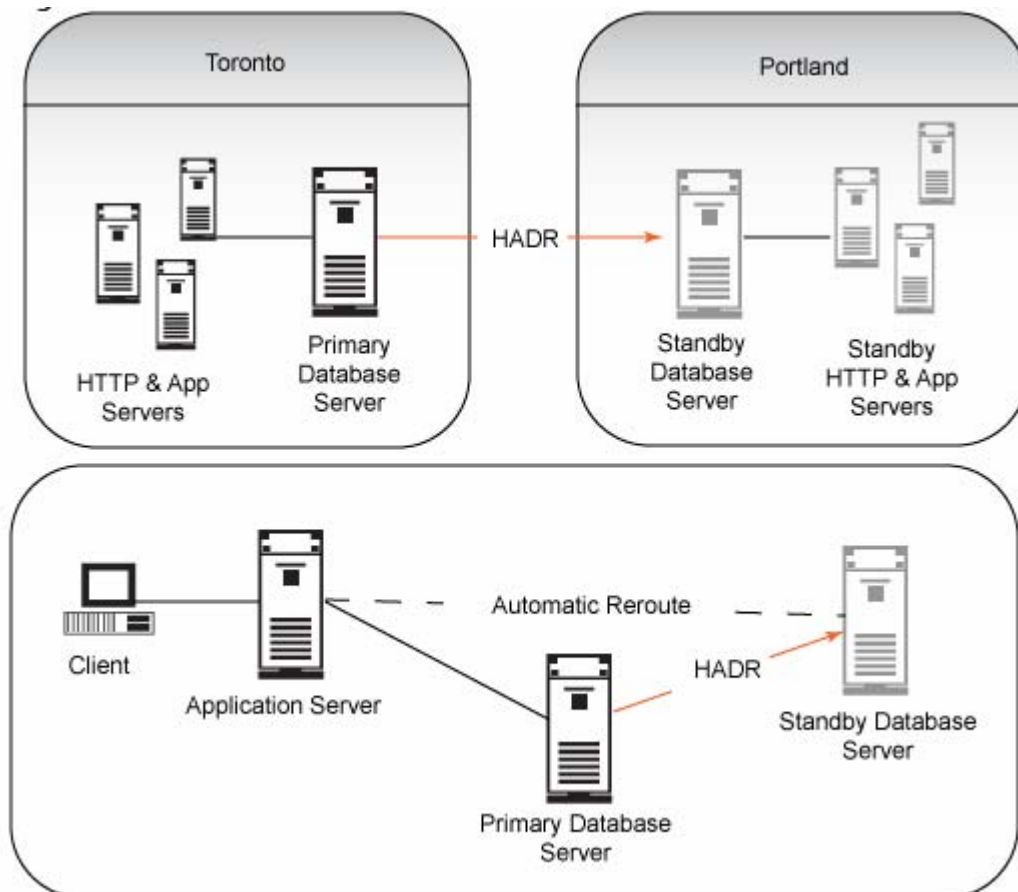 Toronto
Portland
HADR
HTTP & App
Servers
Primary
Database
Server
Standby
Database
Server
Standby
HTTP & App
Servers
Automatic Reroute
HADR
Client
Application Server
Standby Database
Server
Primary Database
Server